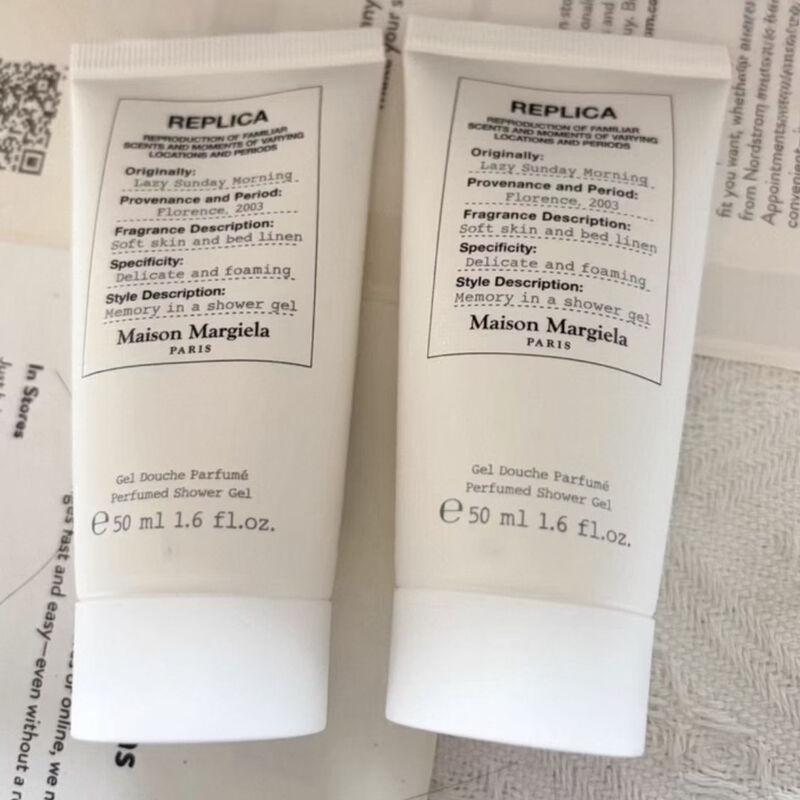 REPLICA
REPRODUCTION OF FAMILIAR
SCENTS AND MOMENTS OF VARYING
LOCATIONS AND PERIODS
Originally:
Lazy Sunday Morning
Provenance and Period:
Florence, 2003
Fragrance Description:
Soft skin and bed linen
Specificity:
Delicate and foaming
Style Description:
Memory in a shower gel
Maison Margiela
PARIS
Gel Douche Parfumé
Perfumed Shower Gel
℮ 50 ml 1.6 fl.oz.
REPLICA
REPRODUCTION OF FAMILIAR
SCENTS AND MOMENTS OF VARYING
LOCATIONS AND PERIODS
Originally:
Lazy Sunday Morning
Provenance and Period:
Florence, 2003
Fragrance Description:
Soft skin and bed linen
Specificity:
Delicate and foaming
Style Description:
Memory in a shower gel
Maison Margiela
PARIS
Gel Douche Parfumé
Perfumed Shower Gel
℮ 50 ml 1.6 fl.oz.
In Stores
fast and easy—even without a
or online, we
fit you want, whether
from Nordstrom
Appointments